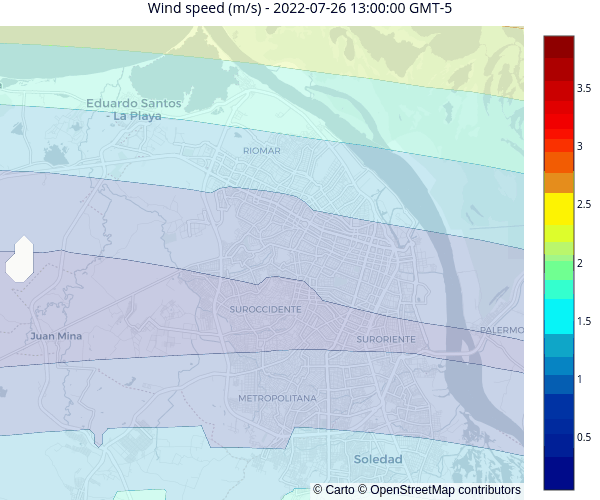 Wind speed (m/s) - 2022-07-26 13:00:00 GMT-5
3.5
Eduardo Santos
- La Playa
3
RIOMAR
2.5
2
SUROCCIDENTE
1.5
PALERMO
Juan Mina
SURORIENTE
1
METROPOLITANA
0.5
Soledad
© Carto © OpenStreetMap contributors